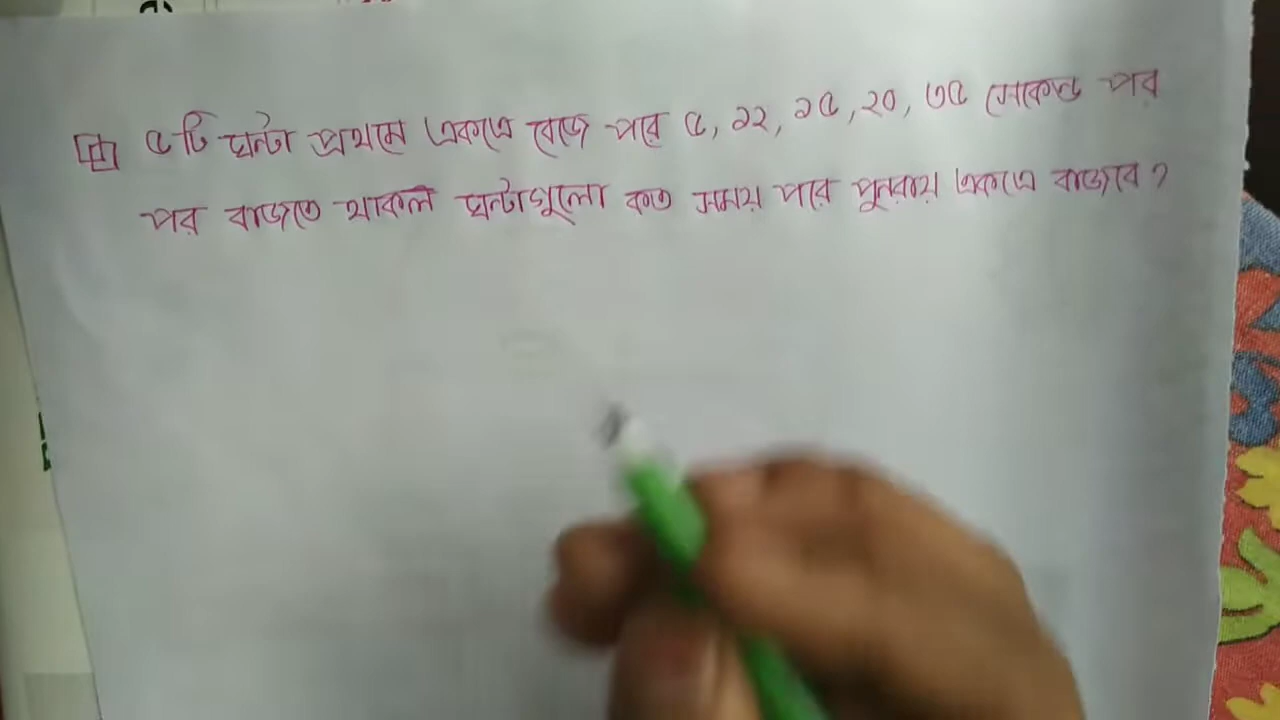 ৫ টি ঘন্টা প্রথমে একত্রে বেজে পরে ৫, ১২, ১৫, ২০, ৩৫ সেকেন্ড পর
পর বাজতে থাকল ঘন্টাগুলো কত সময় পরে পুনরায় একত্রে বাজবে ?